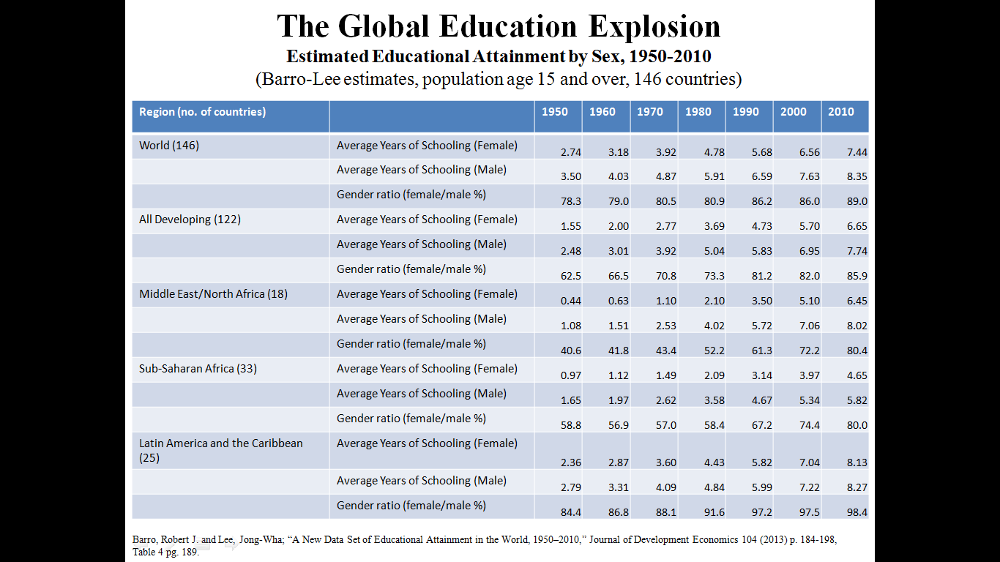 The Global Education Explosion
Estimated Educational Attainment by Sex, 1950-2010
(Barro-Lee estimates, population age 15 and over, 146 countries)
Region (no. of countries) 1950 1960 1970 1980 1990 2000 2010
World (146) Average Years of Schooling (Female) 2.74 3.18 3.92 4.78 5.68 6.56 7.44
Average Years of Schooling (Male) 3.50 4.03 4.87 5.91 6.59 7.63 8.35
Gender ratio (female/male %) 78.3 79.0 80.5 80.9 86.2 86.0 89.0
All Developing (122) Average Years of Schooling (Female) 1.55 2.00 2.77 3.69 4.73 5.70 6.65
Average Years of Schooling (Male) 2.48 3.01 3.92 5.04 5.83 6.95 7.74
Gender ratio (female/male %) 62.5 66.5 70.8 73.3 81.2 82.0 85.9
Middle East/North Africa (18) Average Years of Schooling (Female) 0.44 0.63 1.10 2.10 3.50 5.10 6.45
Average Years of Schooling (Male) 1.08 1.51 2.53 4.02 5.72 7.06 8.02
Gender ratio (female/male %) 40.6 41.8 43.4 52.2 61.3 72.2 80.4
Sub-Saharan Africa (33) Average Years of Schooling (Female) 0.97 1.12 1.49 2.09 3.14 3.97 4.65
Average Years of Schooling (Male) 1.65 1.97 2.62 3.58 4.67 5.34 5.82
Gender ratio (female/male %) 58.8 56.9 57.0 58.4 67.2 74.4 80.0
Latin America and the Caribbean
(25) Average Years of Schooling (Female) 2.36 2.87 3.60 4.43 5.82 7.04 8.13
Average Years of Schooling (Male) 2.79 3.31 4.09 4.84 5.99 7.22 8.27
Gender ratio (female/male %) 84.4 86.8 88.1 91.6 97.2 97.5 98.4
Barro, Robert J. and Lee, Jong-Wha; “A New Data Set of Educational Attainment in the World, 1950–2010,” Journal of Development Economics 104 (2013) p. 184-198,
Table 4 pg. 189.